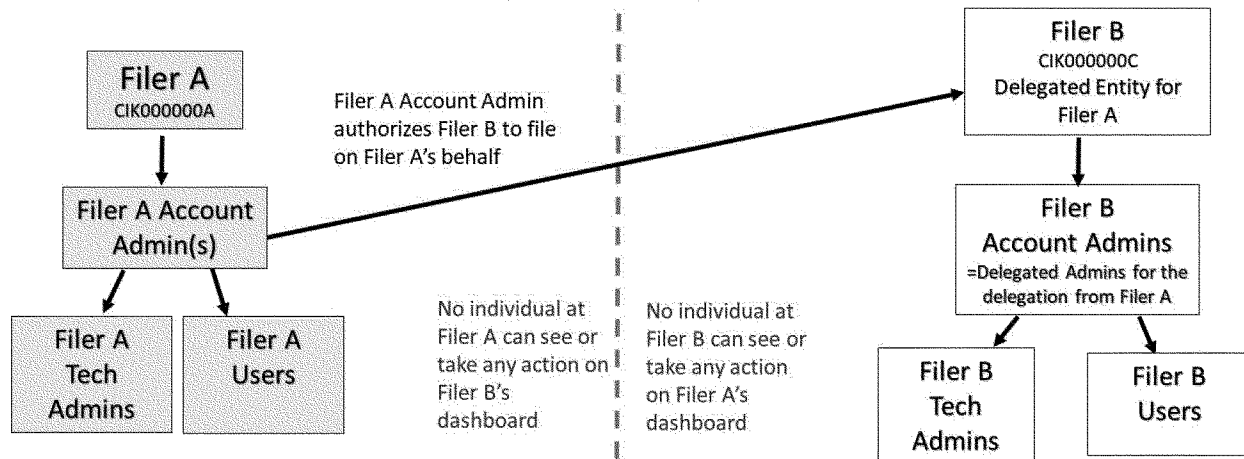 Filer A
CIK000000A
Filer A Account Admin
authorizes Filer B to file
on Filer A's behalf
Filer B
CIK000000C
Delegated Entity for
Filer A
Filer A Account
Admin(s)
Filer B
Account Admins
=Delegated Admins for the
delegation from Filer A
Filer A
Tech
Admins
Filer A
Users
No individual at
Filer A can see or
take any action on
Filer B's
dashboard
No individual at
Filer B can see or
take any action
on Filer A's
dashboard
Filer B
Tech
Admins
Filer B
Users